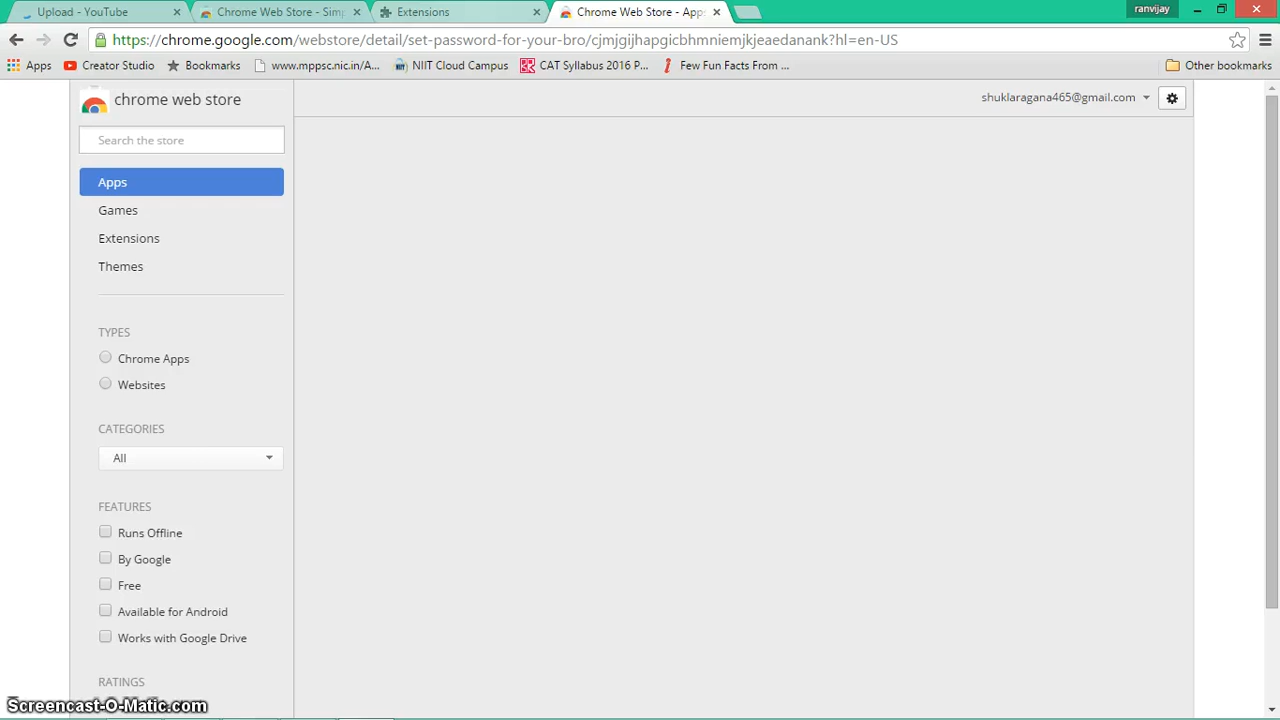 Upload - YouTube
Chrome Web Store - Simp
Extensions
Chrome Web Store - App
ranvijay
https://chrome.google.com/webstore/detail/set-password-for-your-bro/cjmjgjjhapgicbhmniemjkjeaedanank?hl=en-US
Apps
Creator Studio
Bookmarks
www.mppsc.nic.in/A...
NIIT Cloud Campus
CAT Syllabus 2016 P...
Few Fun Facts From ...
Other bookmarks
chrome web store
shuklaragana465@gmail.com
Search the store
Apps
Games
Extensions
Themes
TYPES
Chrome Apps
Websites
CATEGORIES
All
FEATURES
Runs Offline
By Google
Free
Available for Android
Works with Google Drive
RATINGS
Screencast-O-Matic.com